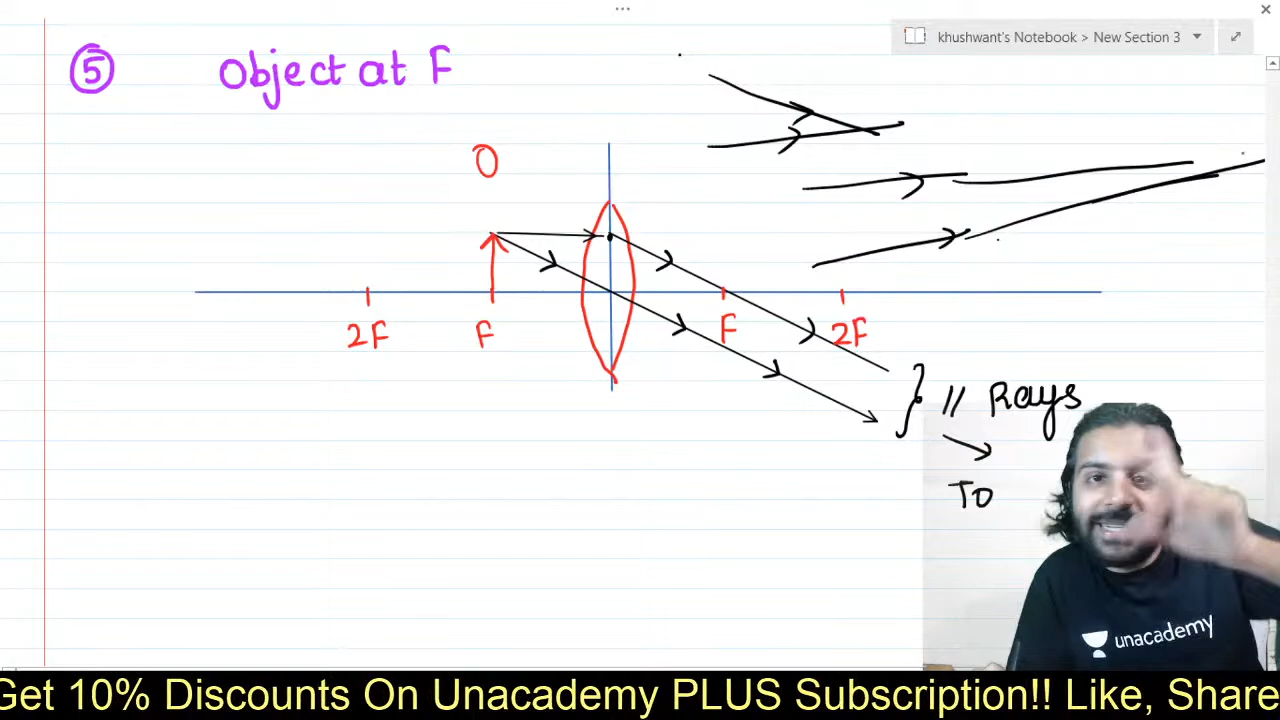 khushwant's Notebook > New Section 3
5 Object at F
O
2F F F 2F
// Rays
To
unacademy
Get 10% Discounts On Unacademy PLUS Subscription!! Like, Share